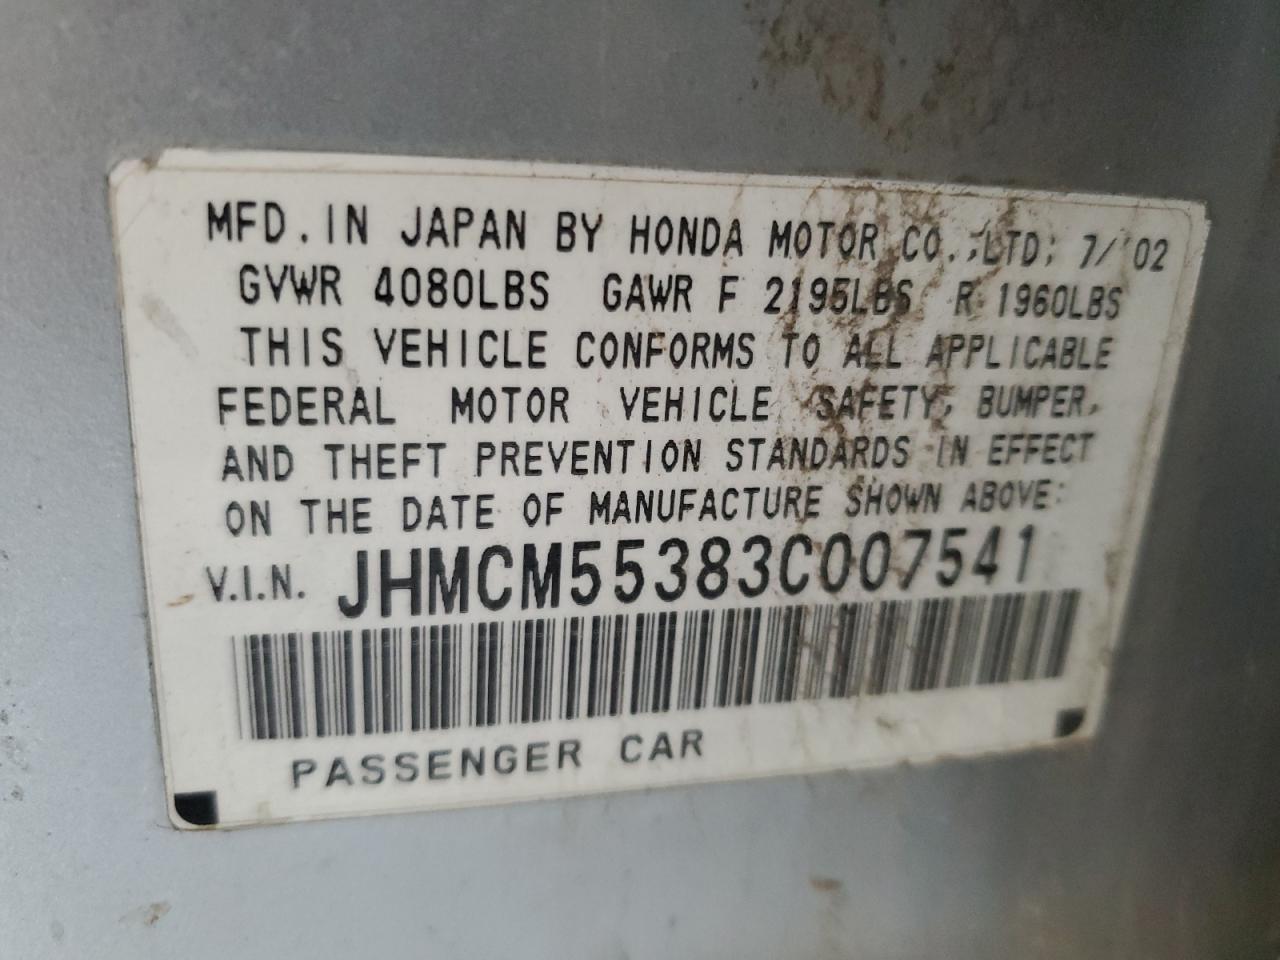 MFD. IN JAPAN BY HONDA MOTOR CO., LTD; 7/'02
GVWR 4080LBS GAWR F 2195LBS R 1960LBS
THIS VEHICLE CONFORMS TO ALL APPLICABLE
FEDERAL MOTOR VEHICLE SAFETY, BUMPER,
AND THEFT PREVENTION STANDARDS IN EFFECT
ON THE DATE OF MANUFACTURE SHOWN ABOVE:
V.I.N. JHMCM55383C007541
PASSENGER CAR